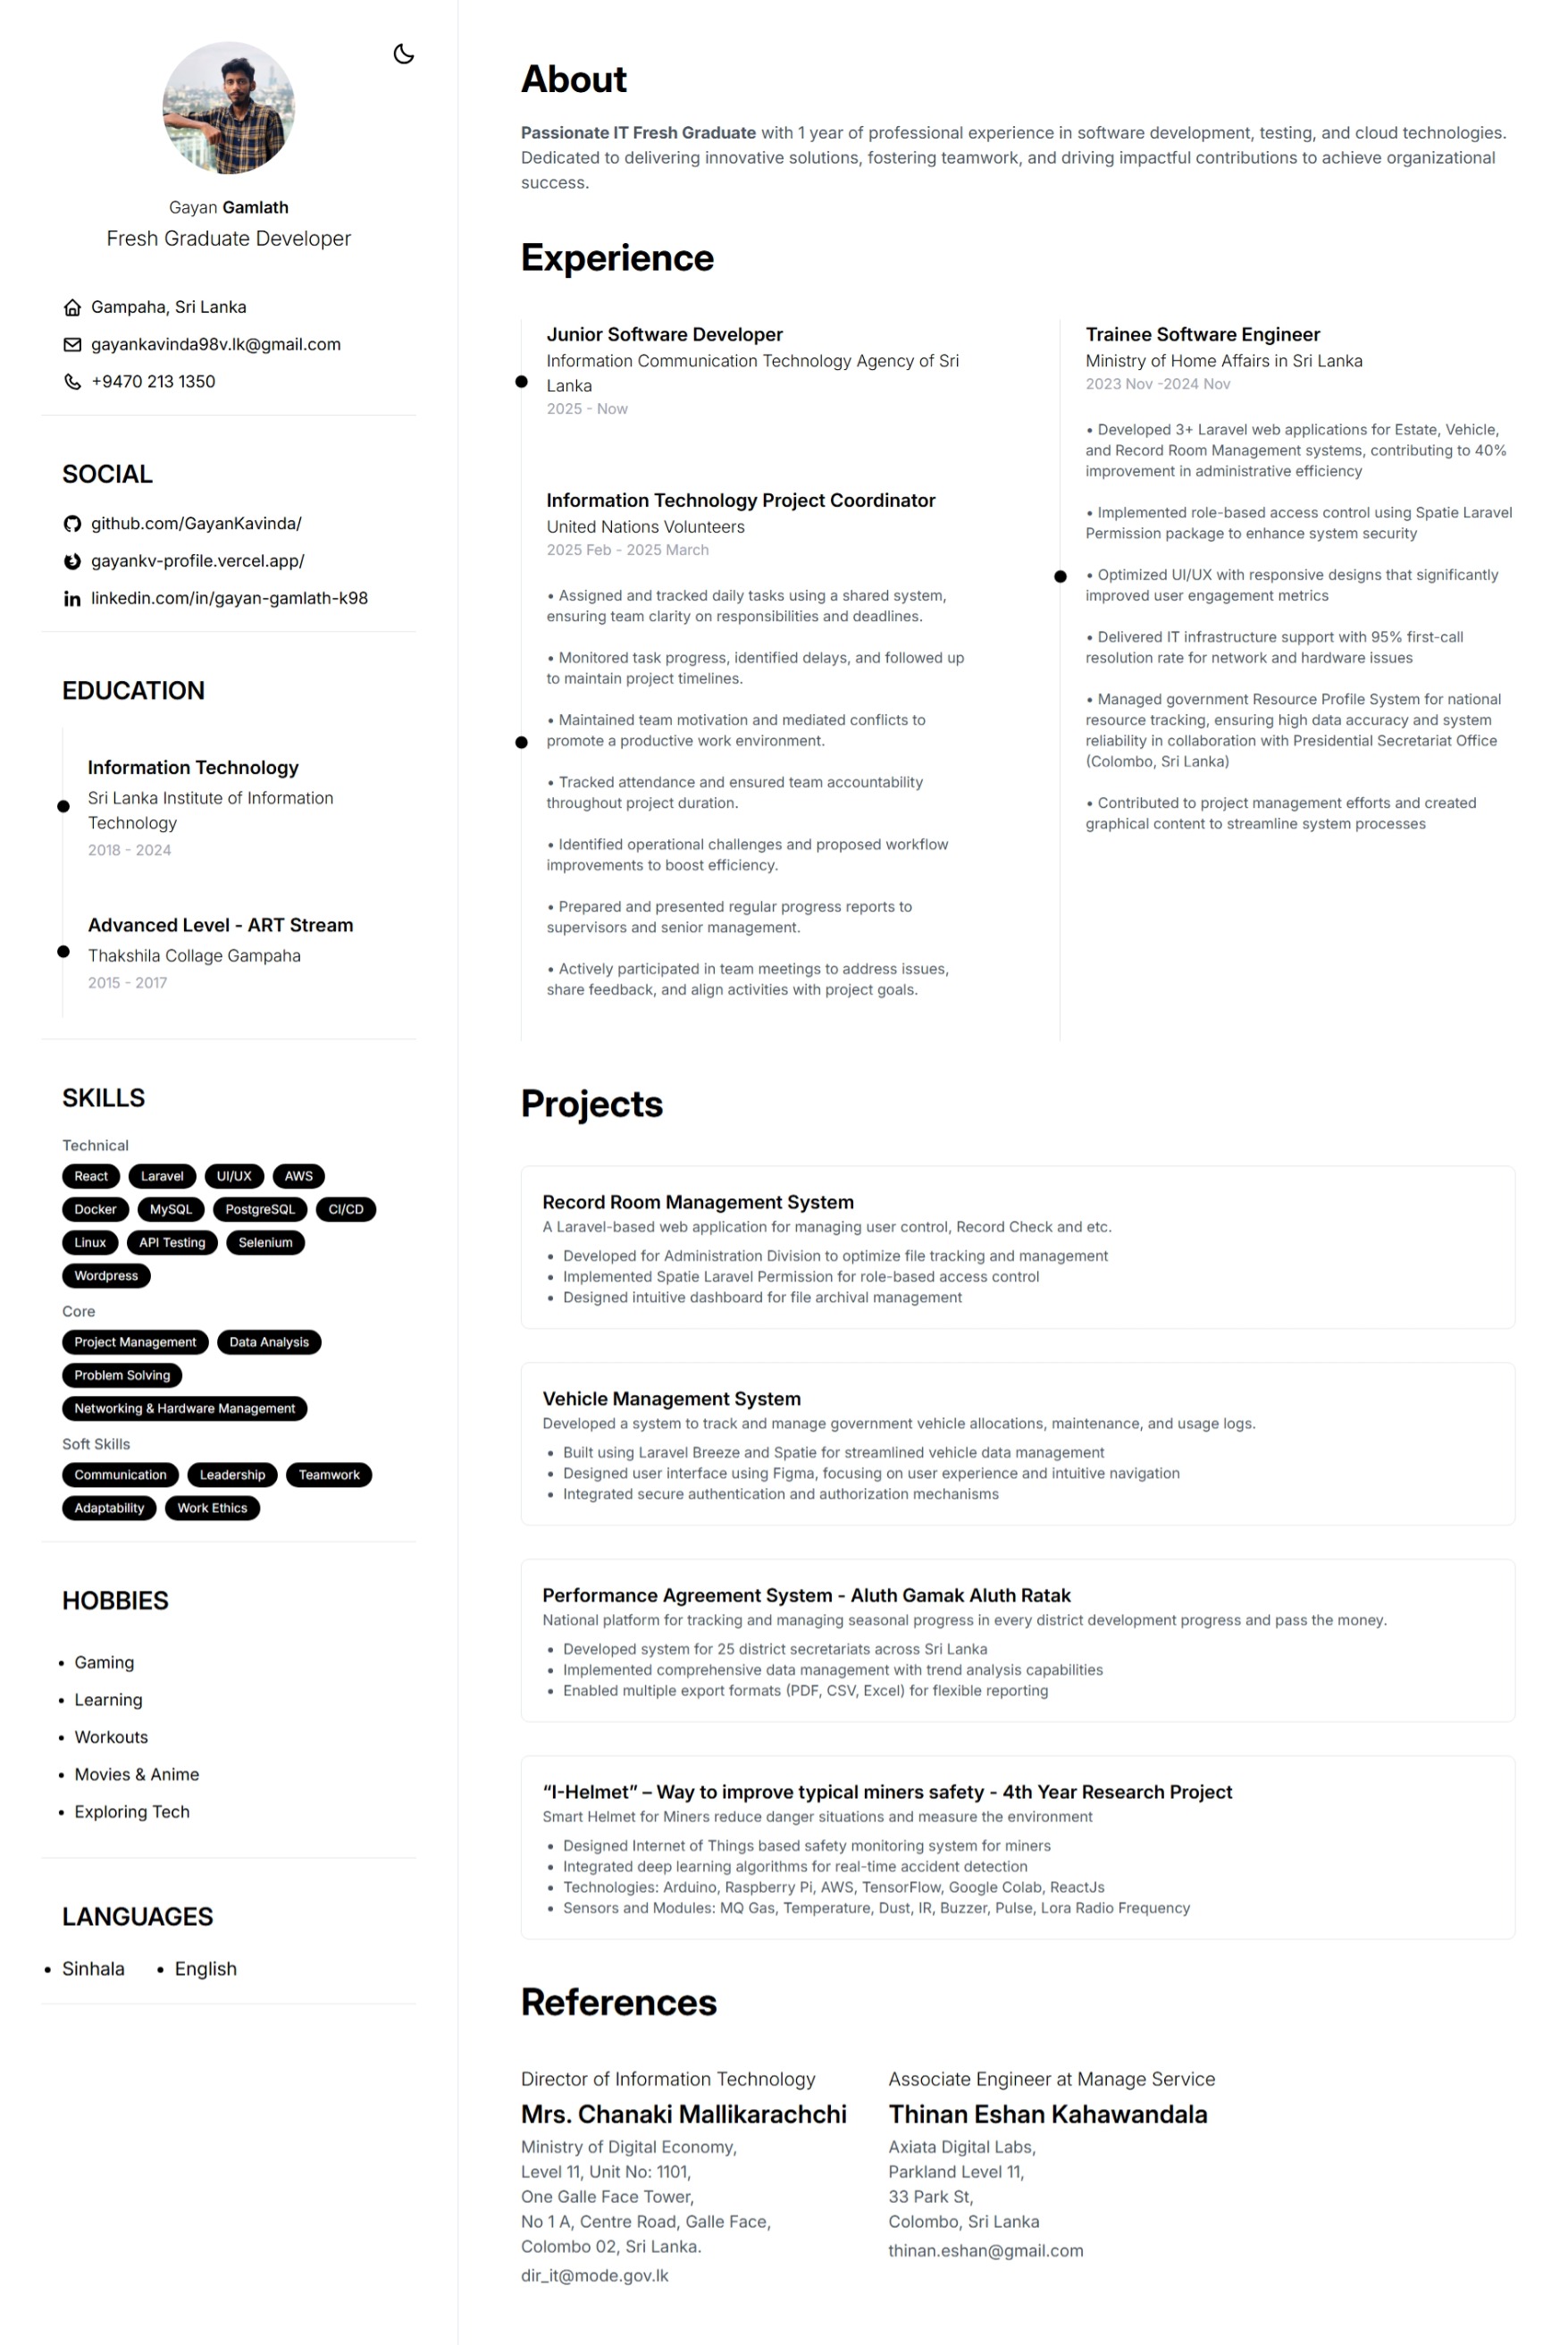 Gayan Gamlath
Fresh Graduate Developer
Gampaha, Sri Lanka
gayankavinda98v.lk@gmail.com
+9470 213 1350
SOCIAL
github.com/GayanKavinda/
gayankv-profile.vercel.app/
linkedin.com/in/gayan-gamlath-k98
EDUCATION
Information Technology
Sri Lanka Institute of Information
Technology
2018 - 2024
Advanced Level - ART Stream
Thakshila Collage Gampaha
2015 - 2017
SKILLS
Technical
React Laravel UI/UX AWS
Docker MySQL PostgreSQL CI/CD
Linux API Testing Selenium
Wordpress
Core
Project Management Data Analysis
Problem Solving
Networking & Hardware Management
Soft Skills
Communication Leadership Teamwork
Adaptability Work Ethics
HOBBIES
• Gaming
• Learning
• Workouts
• Movies & Anime
• Exploring Tech
LANGUAGES
• Sinhala • English
About
Passionate IT Fresh Graduate with 1 year of professional experience in software development, testing, and cloud technologies.
Dedicated to delivering innovative solutions, fostering teamwork, and driving impactful contributions to achieve organizational
success.
Experience
Junior Software Developer
Information Communication Technology Agency of Sri
Lanka
2025 - Now
Information Technology Project Coordinator
United Nations Volunteers
2025 Feb - 2025 March
• Assigned and tracked daily tasks using a shared system,
ensuring team clarity on responsibilities and deadlines.
• Monitored task progress, identified delays, and followed up
to maintain project timelines.
• Maintained team motivation and mediated conflicts to
promote a productive work environment.
• Tracked attendance and ensured team accountability
throughout project duration.
• Identified operational challenges and proposed workflow
improvements to boost efficiency.
• Prepared and presented regular progress reports to
supervisors and senior management.
• Actively participated in team meetings to address issues,
share feedback, and align activities with project goals.
Trainee Software Engineer
Ministry of Home Affairs in Sri Lanka
2023 Nov -2024 Nov
• Developed 3+ Laravel web applications for Estate, Vehicle,
and Record Room Management systems, contributing to 40%
improvement in administrative efficiency
• Implemented role-based access control using Spatie Laravel
Permission package to enhance system security
• Optimized UI/UX with responsive designs that significantly
improved user engagement metrics
• Delivered IT infrastructure support with 95% first-call
resolution rate for network and hardware issues
• Managed government Resource Profile System for national
resource tracking, ensuring high data accuracy and system
reliability in collaboration with Presidential Secretariat Office
(Colombo, Sri Lanka)
• Contributed to project management efforts and created
graphical content to streamline system processes
Projects
Record Room Management System
A Laravel-based web application for managing user control, Record Check and etc.
• Developed for Administration Division to optimize file tracking and management
• Implemented Spatie Laravel Permission for role-based access control
• Designed intuitive dashboard for file archival management
Vehicle Management System
Developed a system to track and manage government vehicle allocations, maintenance, and usage logs.
• Built using Laravel Breeze and Spatie for streamlined vehicle data management
• Designed user interface using Figma, focusing on user experience and intuitive navigation
• Integrated secure authentication and authorization mechanisms
Performance Agreement System - Aluth Gamak Aluth Ratak
National platform for tracking and managing seasonal progress in every district development progress and pass the money.
• Developed system for 25 district secretariats across Sri Lanka
• Implemented comprehensive data management with trend analysis capabilities
• Enabled multiple export formats (PDF, CSV, Excel) for flexible reporting
“I-Helmet” – Way to improve typical miners safety - 4th Year Research Project
Smart Helmet for Miners reduce danger situations and measure the environment
• Designed Internet of Things based safety monitoring system for miners
• Integrated deep learning algorithms for real-time accident detection
• Technologies: Arduino, Raspberry Pi, AWS, TensorFlow, Google Colab, ReactJs
• Sensors and Modules: MQ Gas, Temperature, Dust, IR, Buzzer, Pulse, Lora Radio Frequency
References
Director of Information Technology
Mrs. Chanaki Mallikarachchi
Ministry of Digital Economy,
Level 11, Unit No: 1101,
One Galle Face Tower,
No 1 A, Centre Road, Galle Face,
Colombo 02, Sri Lanka.
dir_it@mode.gov.lk
Associate Engineer at Manage Service
Thinan Eshan Kahawandala
Axiata Digital Labs,
Parkland Level 11,
33 Park St,
Colombo, Sri Lanka
thinan.eshan@gmail.com